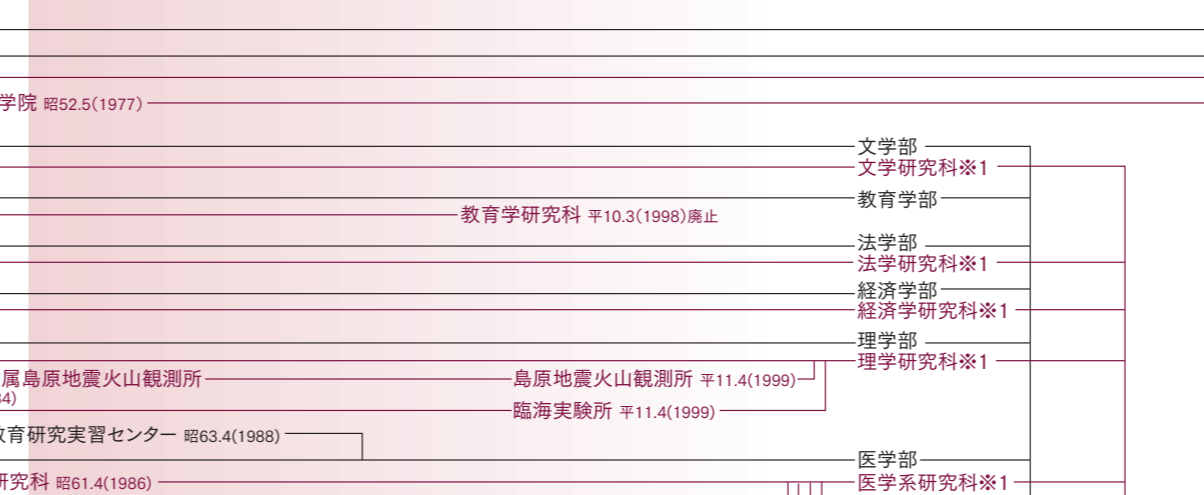 学院 昭52.5(1977)
文学部
文学研究科※1
教育学部
教育学研究科 平10.3(1998)廃止
法学部
法学研究科※1
経済学部
経済学研究科※1
理学部
理学研究科※1
属島原地震火山観測所
島原地震火山観測所 平11.4(1999)
4)
臨海実験所 平11.4(1999)
教育研究実習センター 昭63.4(1988)
医学部
研究科 昭61.4(1986)
医学系研究科※1